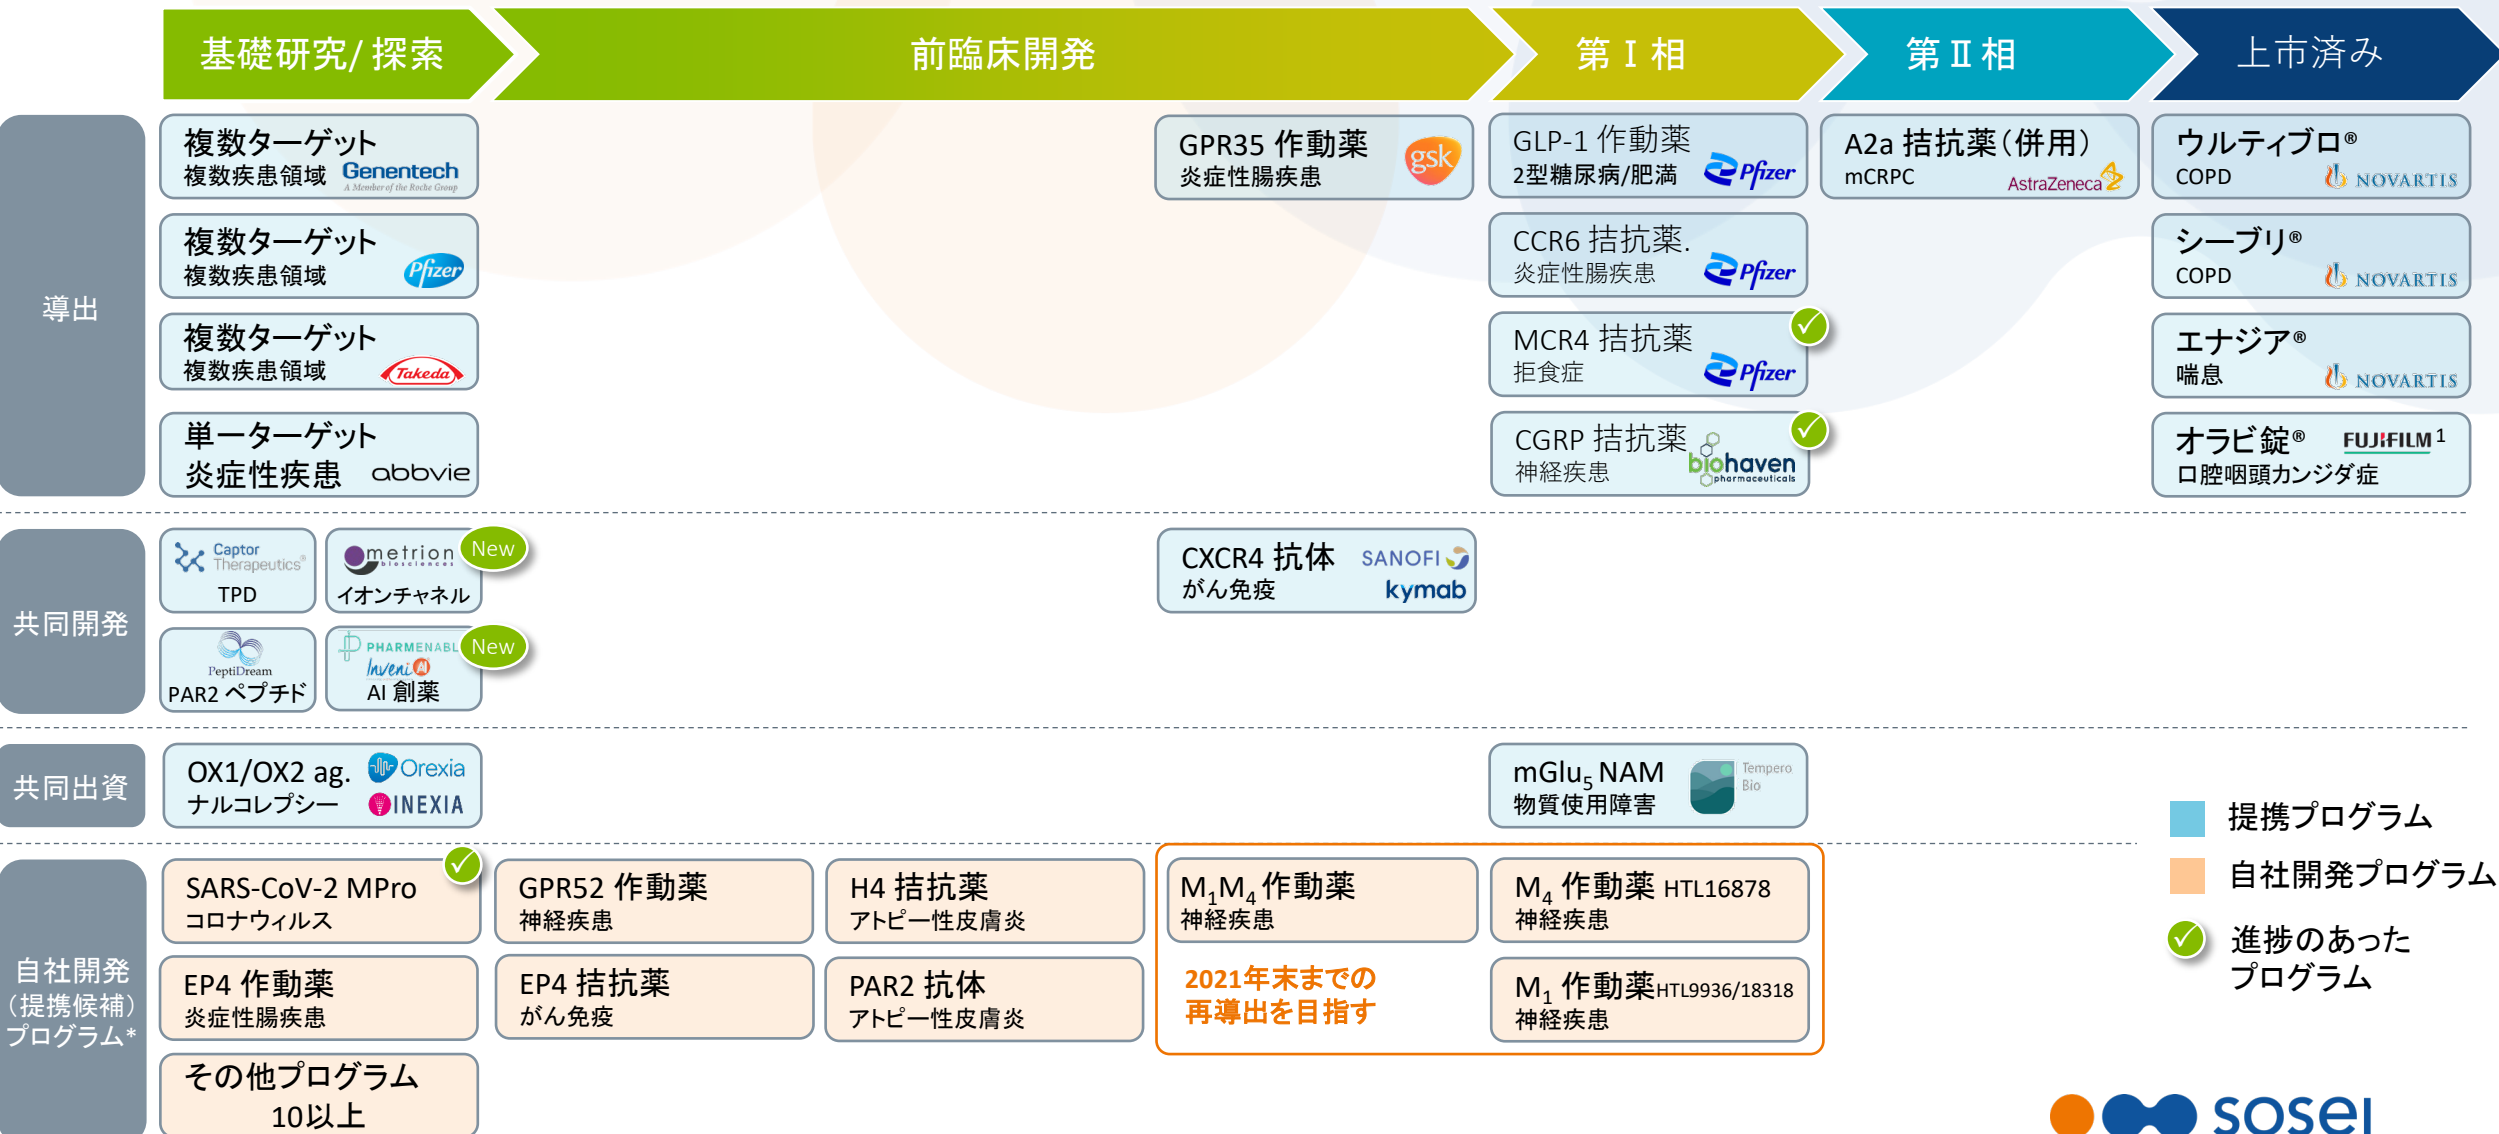 基礎研究/ 探索
前臨床開発
第Ⅰ相
第Ⅱ相
上市済み
導出
複数ターゲット
複数疾患領域
Genentech
A Member of the Roche Group
複数ターゲット
複数疾患領域
Pfizer
複数ターゲット
複数疾患領域
Takeda
単一ターゲット
炎症性疾患
abbvie
GPR35 作動薬
炎症性腸疾患
gsk
GLP-1 作動薬
2型糖尿病/肥満
Pfizer
CCR6 拮抗薬.
炎症性腸疾患
Pfizer
MCR4 拮抗薬
拒食症
Pfizer
CGRP 拮抗薬
神経疾患
biohaven
pharmaceuticals
A2a 拮抗薬（併用）
mCRPC
AstraZeneca
ウルティブロ®
COPD
NOVARTIS
シーブリ®
COPD
NOVARTIS
エナジア®
喘息
NOVARTIS
オラビ錠®
FUJIFILM 1
口腔咽頭カンジダ症
共同開発
Captor
Therapeutics®
TPD
metrion
biosciences
New
イオンチャネル
PeptiDream
PAR2 ペプチド
PHARMENABL
Inveni AI
New
AI 創薬
CXCR4 抗体
がん免疫
SANOFI
kymab
共同出資
OX1/OX2 ag.
ナルコレプシー
Orexia
INEXIA
mGlu5 NAM
物質使用障害
Tempero
Bio
自社開発
（提携候補）
プログラム*
SARS-CoV-2 MPro
コロナウィルス
EP4 作動薬
炎症性腸疾患
その他プログラム
10以上
GPR52 作動薬
神経疾患
EP4 拮抗薬
がん免疫
H4 拮抗薬
アトピー性皮膚炎
PAR2 抗体
アトピー性皮膚炎
M1M4 作動薬
神経疾患
2021年末までの
再導出を目指す
M4 作動薬 HTL16878
神経疾患
M1 作動薬HTL9936/18318
神経疾患
提携プログラム
自社開発プログラム
進捗のあった
プログラム
sosei